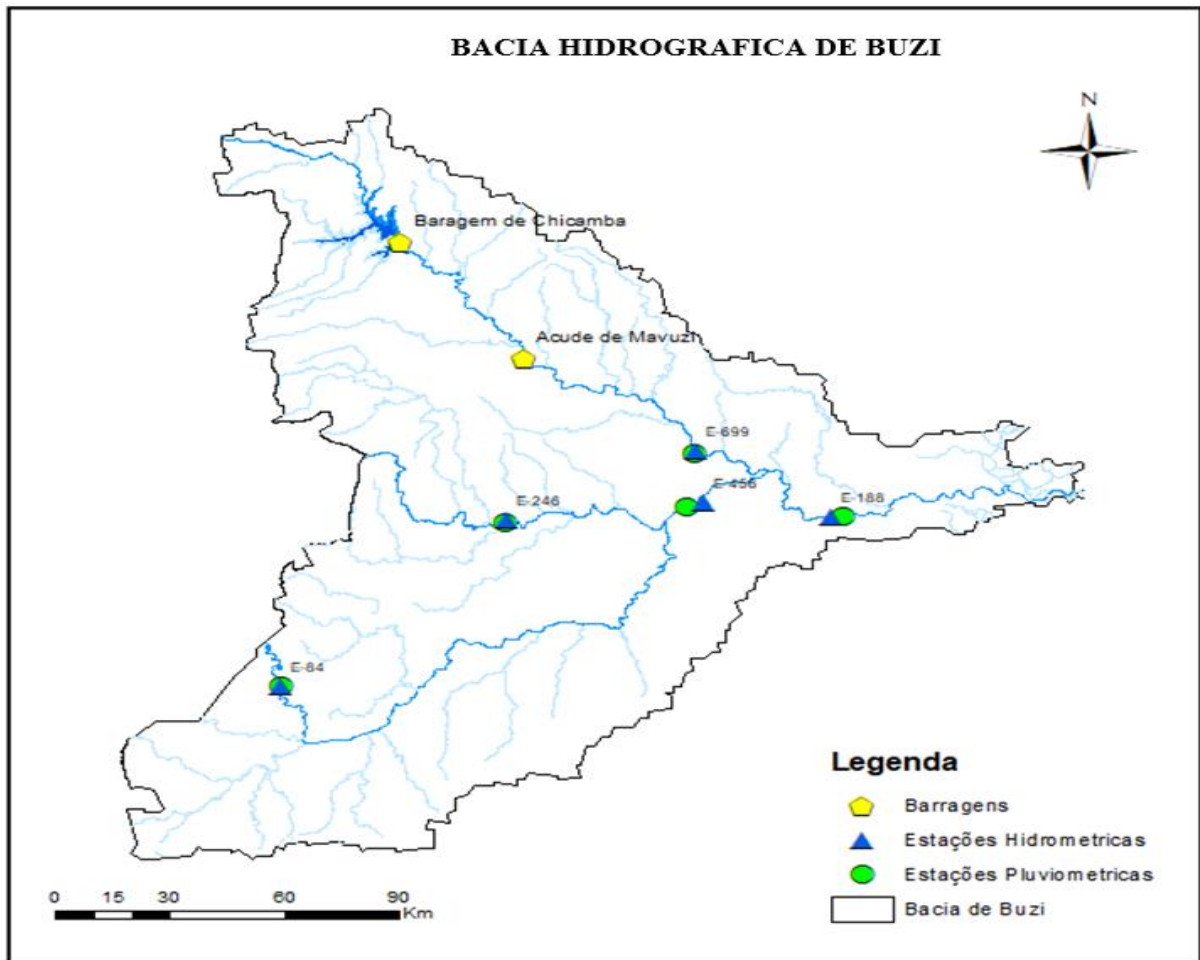 BACIA HIDROGRAFICA DE BUZI
N
Baragem de Chicamba
Acude de Mavuzi
E-699
E-456
E-246
E-188
E-84
Legenda
Barragens
Estações Hidrometricas
Estações Pluviometricas
Bacia de Buzi
0 15 30 60 90
Km